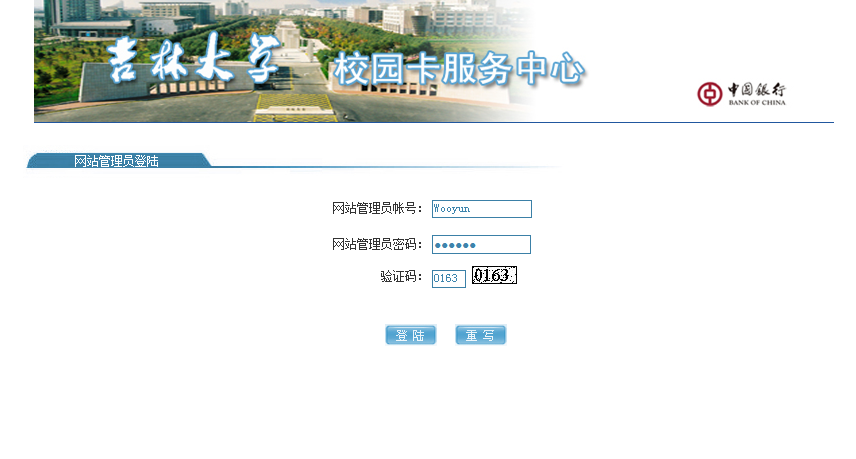 吉林大学 校园卡服务中心
中国银行
BANK OF CHINA
网站管理员登陆
网站管理员帐号： Wooyun
网站管理员密码： ●●●●●●
验证码： 0163 0163
登 陆 重 写